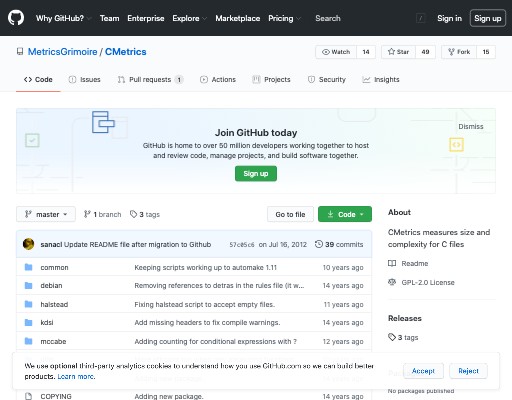 Why GitHub? Team Enterprise Explore Marketplace Pricing Search / Sign in Sign up
MetricsGrimoire / CMetrics Watch 14 Star 49 Fork 15
Code Issues Pull requests 1 Actions Projects Security Insights
Join GitHub today
Dismiss
GitHub is home to over 50 million developers working together to host
and review code, manage projects, and build software together.
Sign up
master 1 branch 3 tags Go to file Code
About
CMetrics measures size and
complexity for C files
Readme
GPL-2.0 License
Releases
3 tags
No packages published
sanacl Update README file after migration to Github 57c05c6 on Jul 16, 2012 39 commits
common Keeping scripts working up to automake 1.11 10 years ago
debian Removing references to detras in the rules file (it w... 14 years ago
halstead Fixing halstead script to accept empty files. 11 years ago
kdsi Add missing headers to fix compile warnings. 14 years ago
mccabe Adding counting for conditional expressions with ? 12 years ago
We use optional third-party analytics cookies to understand how you use GitHub.com so we can build better
products. Learn more.
Accept Reject
COPYING Adding new package. 14 years ago